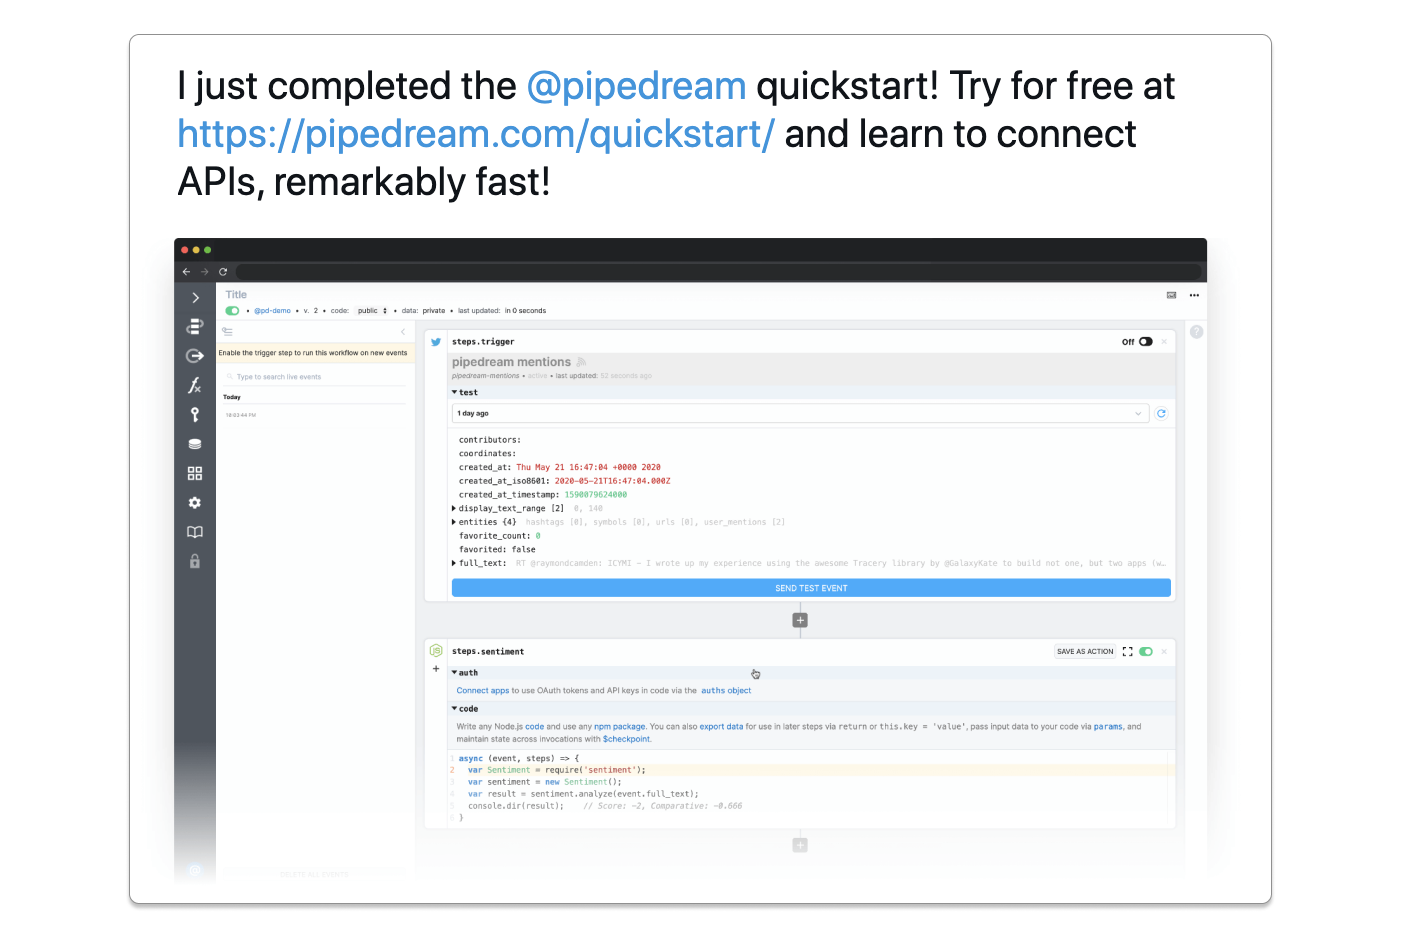 I just completed the @pipedream quickstart! Try for free at
https://pipedream.com/quickstart/ and learn to connect
APIs, remarkably fast!
Title
• @pd-demo • v. 2 • code: public • data: private • last updated: in 0 seconds
Enable the trigger step to run this workflow on new events
Type to search live events
Today
steps.trigger
Off
pipedream mentions
pipedream-mentions • active • last updated: 52 seconds ago
test
1 day ago
contributors:
coordinates:
created_at: Thu May 21 16:47:04 +0000 2020
created_at_iso8601: 2020-05-21T16:47:04.000Z
created_at_timestamp: 1590079624000
display_text_range [2] 0, 140
entities {4} hashtags [0], symbols [0], urls [0], user_mentions [2]
favorite_count: 0
favorited: false
full_text: RT @raymondcamden: ICYMI - I wrote up my experience using the awesome Tracery library by @GalaxyKate to build not one, but two apps (w…
SEND TEST EVENT
steps.sentiment
SAVE AS ACTION
auth
Connect apps to use OAuth tokens and API keys in code via the auths object
code
Write any Node.js code and use any npm package. You can also export data for use in later steps via return or this.key = 'value', pass input data to your code via params, and
maintain state across invocations with $checkpoint.
1 async (event, steps) => {
2 var Sentiment = require('sentiment');
3 var sentiment = new Sentiment();
4 var result = sentiment.analyze(event.full_text);
5 console.dir(result); // Score: -2, Comparative: -0.666
6 }
DELETE ALL EVENTS